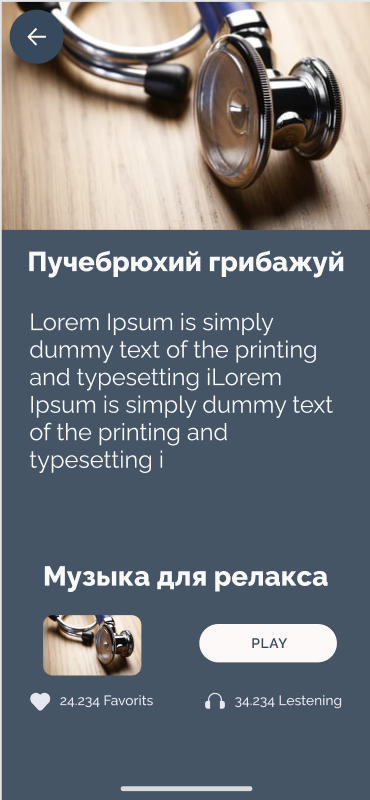 Пучебрюхий грибажуй
Lorem Ipsum is simply
dummy text of the printing
and typesetting iLorem
Ipsum is simply dummy text
of the printing and
typesetting i
Музыка для релакса
PLAY
24.234 Favorits
34.234 Lestening